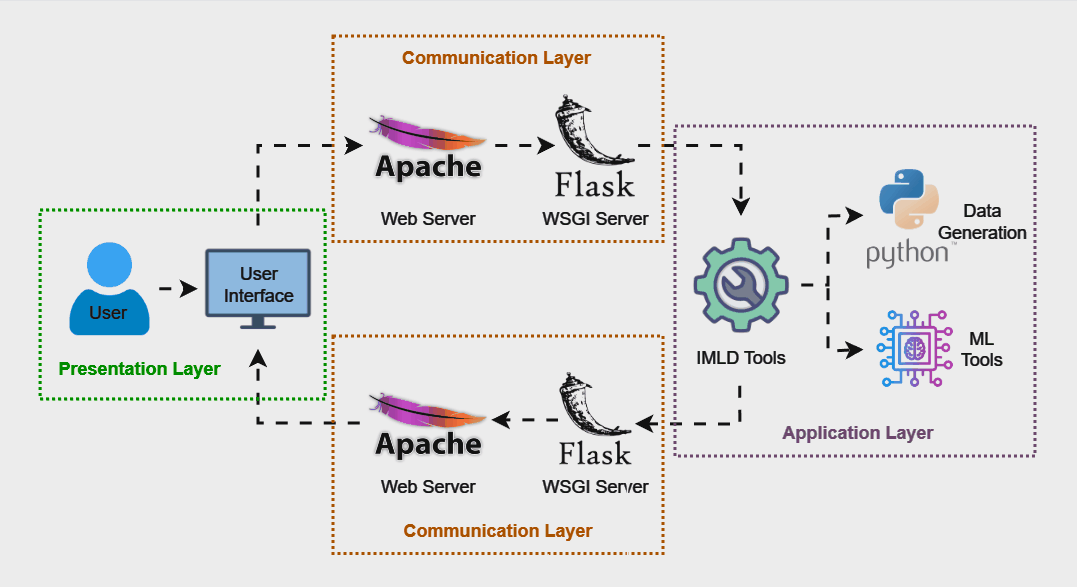 Communication Layer
Apache
Web Server
Flask
WSGI Server
User
User
Interface
Presentation Layer
python™
Data
Generation
IMLD Tools
ML
Tools
Application Layer
Apache
Web Server
Flask
WSGI Server
Communication Layer